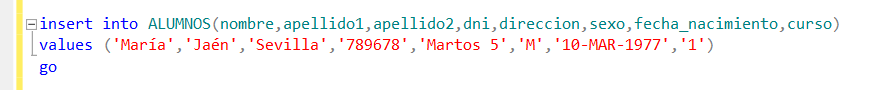 insert into ALUMNOS(nombre,apellido1,apellido2,dni,direccion,sexo,fecha_nacimiento,curso)
values ('María','Jaén','Sevilla','789678','Martos 5','M','10-MAR-1977','1')
go